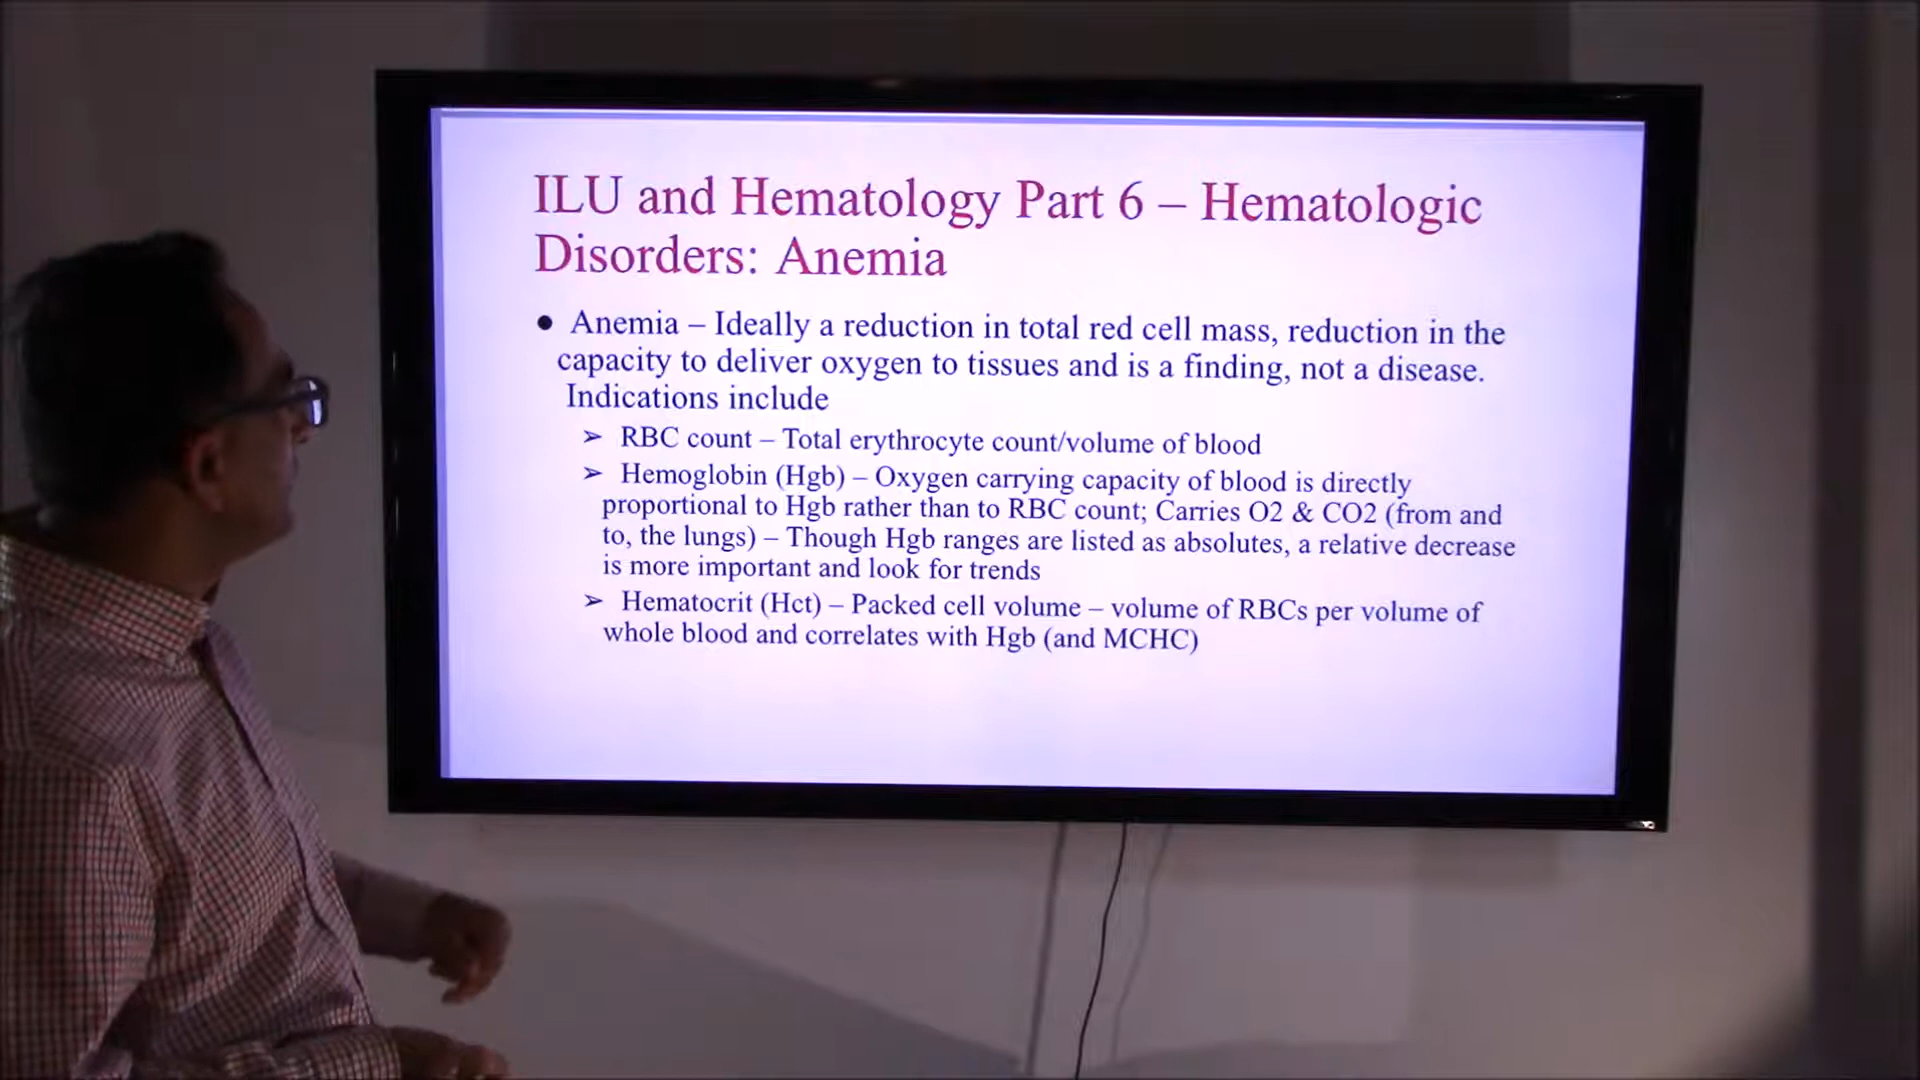 ILU and Hematology Part 6 – Hematologic
Disorders: Anemia
● Anemia – Ideally a reduction in total red cell mass, reduction in the
capacity to deliver oxygen to tissues and is a finding, not a disease.
Indications include
➢ RBC count – Total erythrocyte count/volume of blood
➢ Hemoglobin (Hgb) – Oxygen carrying capacity of blood is directly
proportional to Hgb rather than to RBC count; Carries O2 & CO2 (from and
to, the lungs) – Though Hgb ranges are listed as absolutes, a relative decrease
is more important and look for trends
➢ Hematocrit (Hct) – Packed cell volume – volume of RBCs per volume of
whole blood and correlates with Hgb (and MCHC)